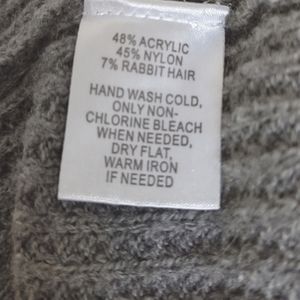 48% ACRYLIC
45% NYLON
7% RABBIT HAIR
HAND WASH COLD,
ONLY NON-
CHLORINE BLEACH
WHEN NEEDED,
DRY FLAT,
WARM IRON
IF NEEDED